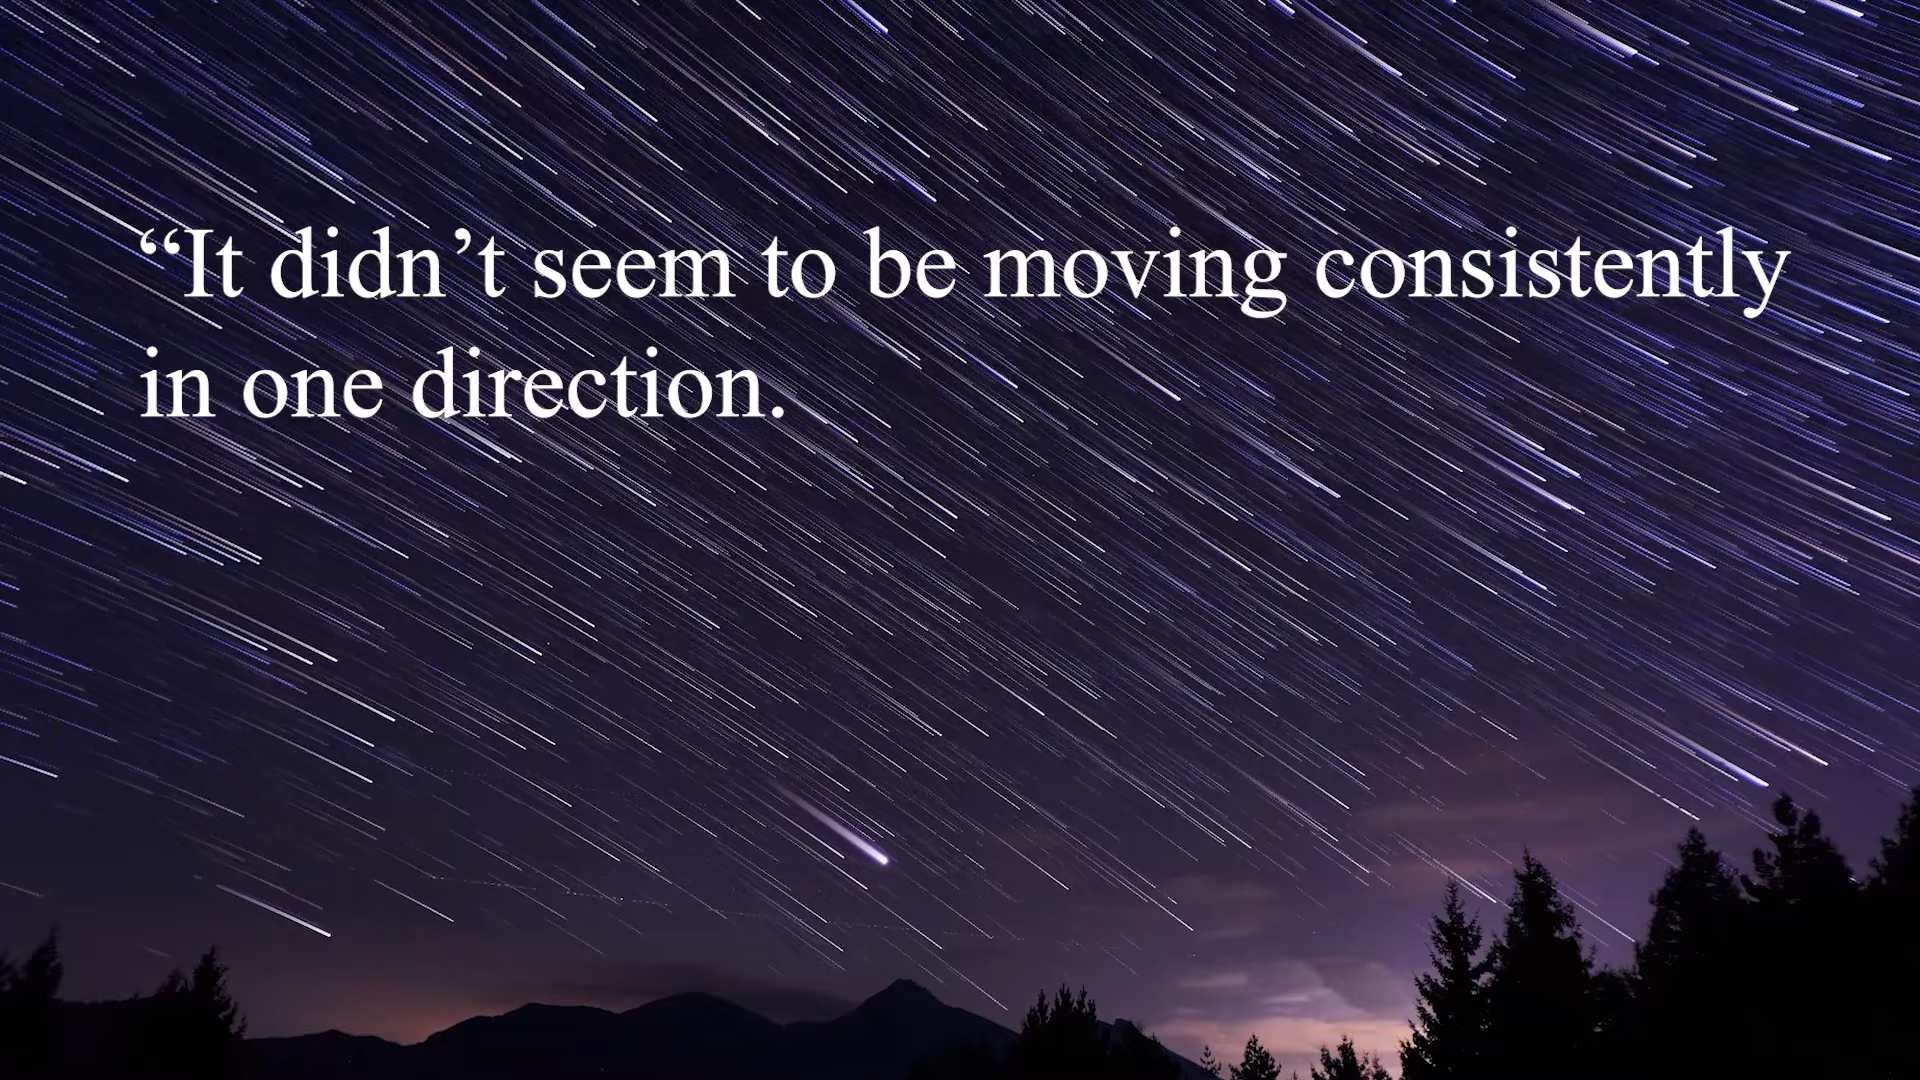 “It didn’t seem to be moving consistently
in one direction.